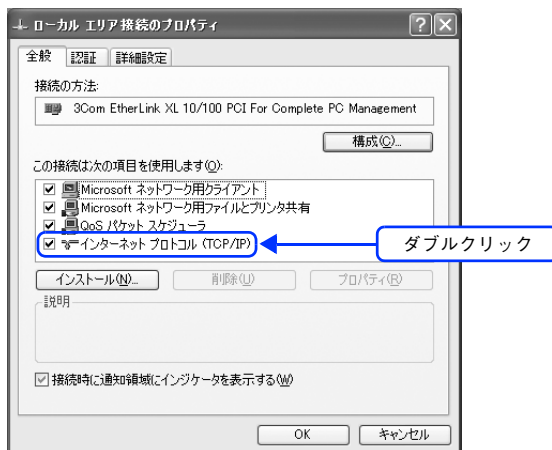 ローカル エリア接続のプロパティ
全般 認証 詳細設定
接続の方法:
3Com EtherLink XL 10/100 PCI For Complete PC Management
構成(C)...
この接続は次の項目を使用します(O):
Microsoft ネットワーク用クライアント
Microsoft ネットワーク用ファイルとプリンタ共有
QoS パケット スケジューラ
インターネット プロトコル (TCP/IP)
ダブルクリック
インストール(N)... 削除(U) プロパティ(R)
説明
接続時に通知領域にインジケータを表示する(W)
OK キャンセル